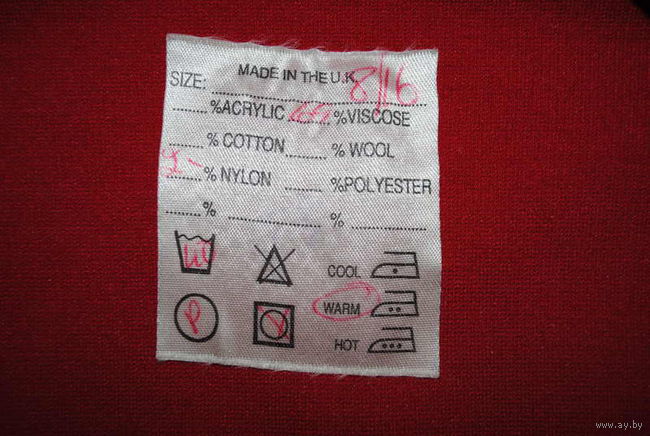 MADE IN THE U.K.
SIZE: ........ 8/16
...... %ACRYLIC ...... %VISCOSE
...... % COTTON ...... % WOOL
...... % NYLON ...... %POLYESTER
...... % ............ % ............
40
COOL
P
WARM
HOT
www.ay.by